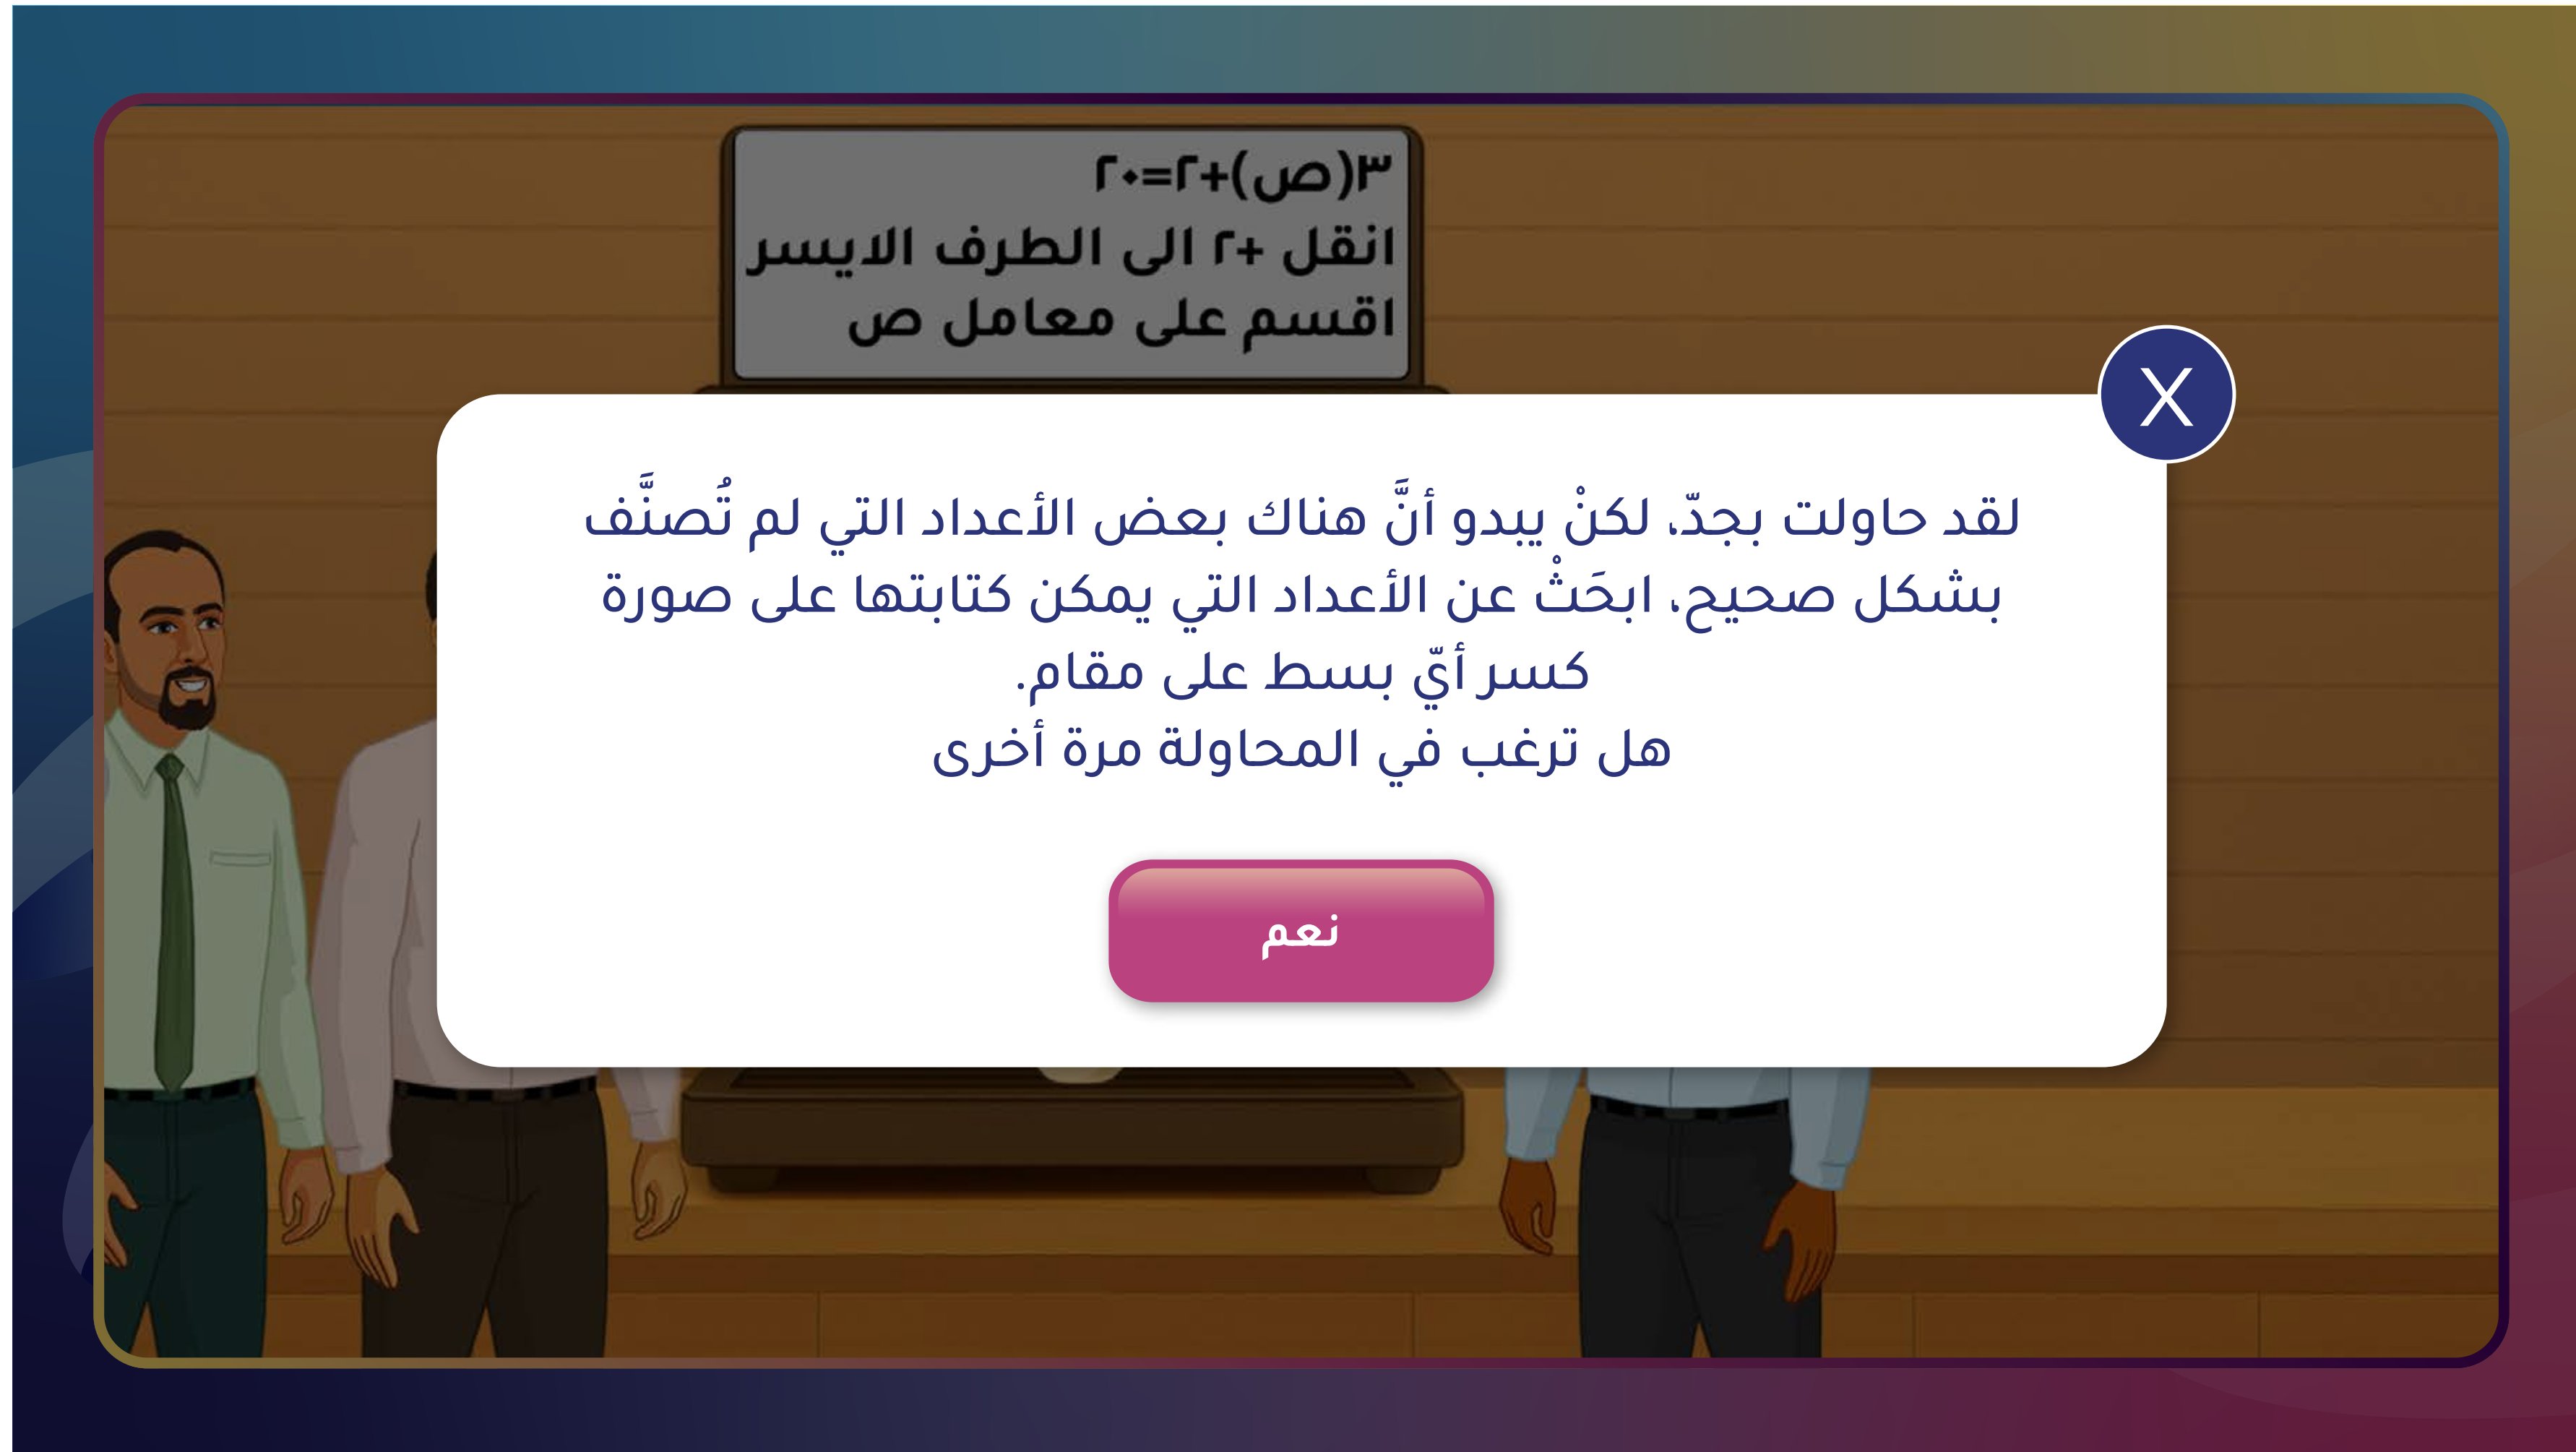 ٣(ص)+٢=٢٠
انقل +٢ الى الطرف الايسر
اقسم على معامل ص
X
لقد حاولت بجدّ، لكنْ يبدو أنَّ هناك بعض الأعداد التي لم تُصنَّف
بشكل صحيح، ابحَثْ عن الأعداد التي يمكن كتابتها على صورة
كسر أيّ بسط على مقام.
هل ترغب في المحاولة مرة أخرى
نعم